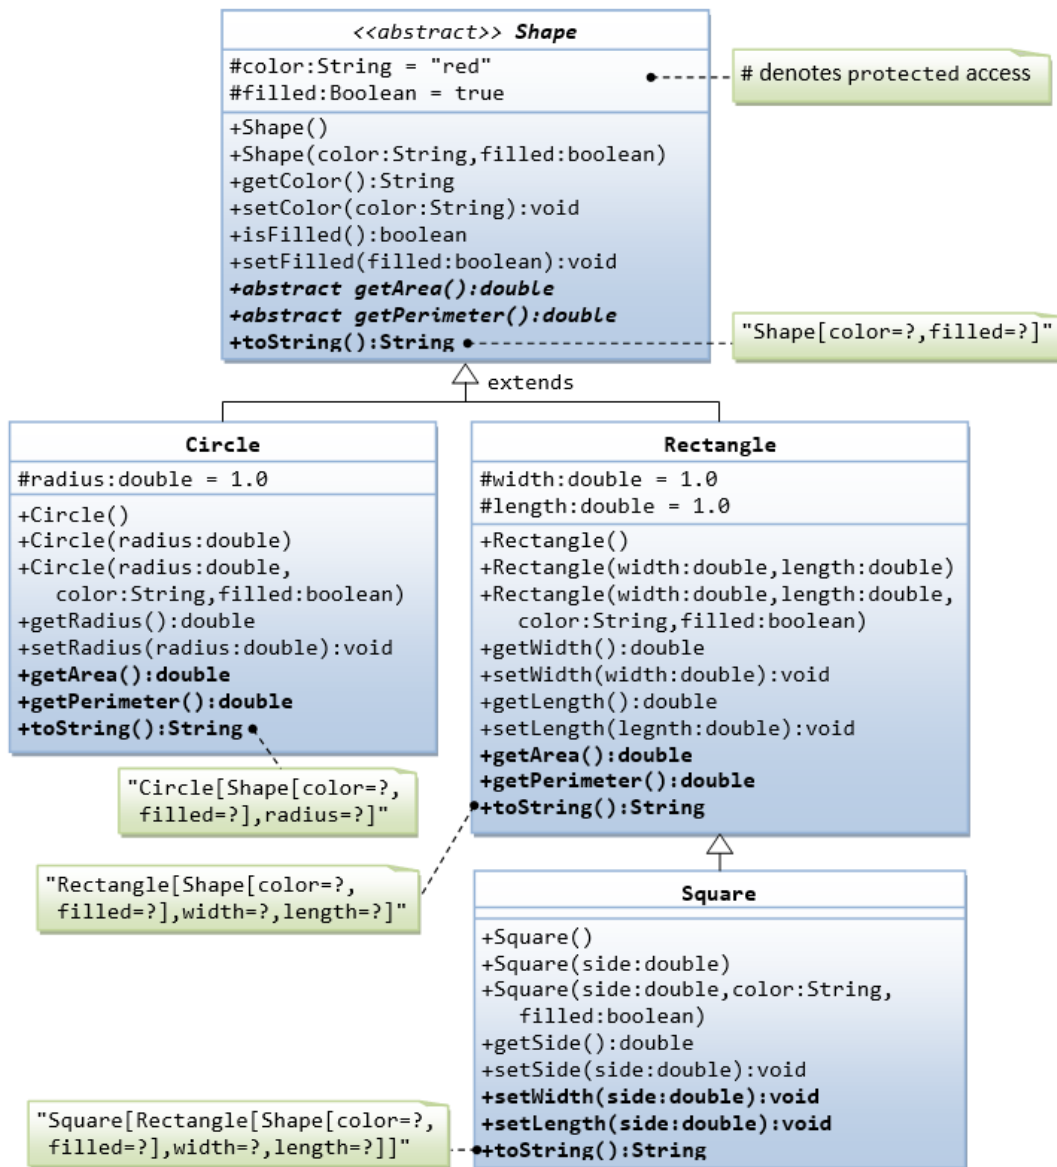 <<abstract>> Shape
#color:String = "red"
#filled:Boolean = true
# denotes protected access
+Shape()
+Shape(color:String,filled:boolean)
+getColor():String
+setColor(color:String):void
+isFilled():boolean
+setFilled(filled:boolean):void
+abstract getArea():double
+abstract getPerimeter():double
+toString():String
"Shape[color=?,filled=?]"
extends
Circle
#radius:double = 1.0
+Circle()
+Circle(radius:double)
+Circle(radius:double,
color:String,filled:boolean)
+getRadius():double
+setRadius(radius:double):void
+getArea():double
+getPerimeter():double
+toString():String
"Circle[Shape[color=?,
filled=?],radius=?]"
Rectangle
#width:double = 1.0
#length:double = 1.0
+Rectangle()
+Rectangle(width:double,length:double)
+Rectangle(width:double,length:double,
color:String,filled:boolean)
+getWidth():double
+setWidth(width:double):void
+getLength():double
+setLength(legnth:double):void
+getArea():double
+getPerimeter():double
+toString():String
"Rectangle[Shape[color=?,
filled=?],width=?,length=?]"
Square
+Square()
+Square(side:double)
+Square(side:double,color:String,
filled:boolean)
+getSide():double
+setSide(side:double):void
+setWidth(side:double):void
+setLength(side:double):void
+toString():String
"Square[Rectangle[Shape[color=?,
filled=?],width=?,length=?]]"